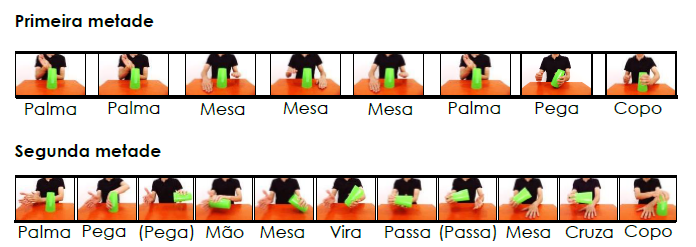 Primeira metade
Palma Palma Mesa Mesa Mesa Palma Pega Copo
Segunda metade
Palma Pega (Pega) Mão Mesa Vira Passa (Passa) Mesa Cruza Copo